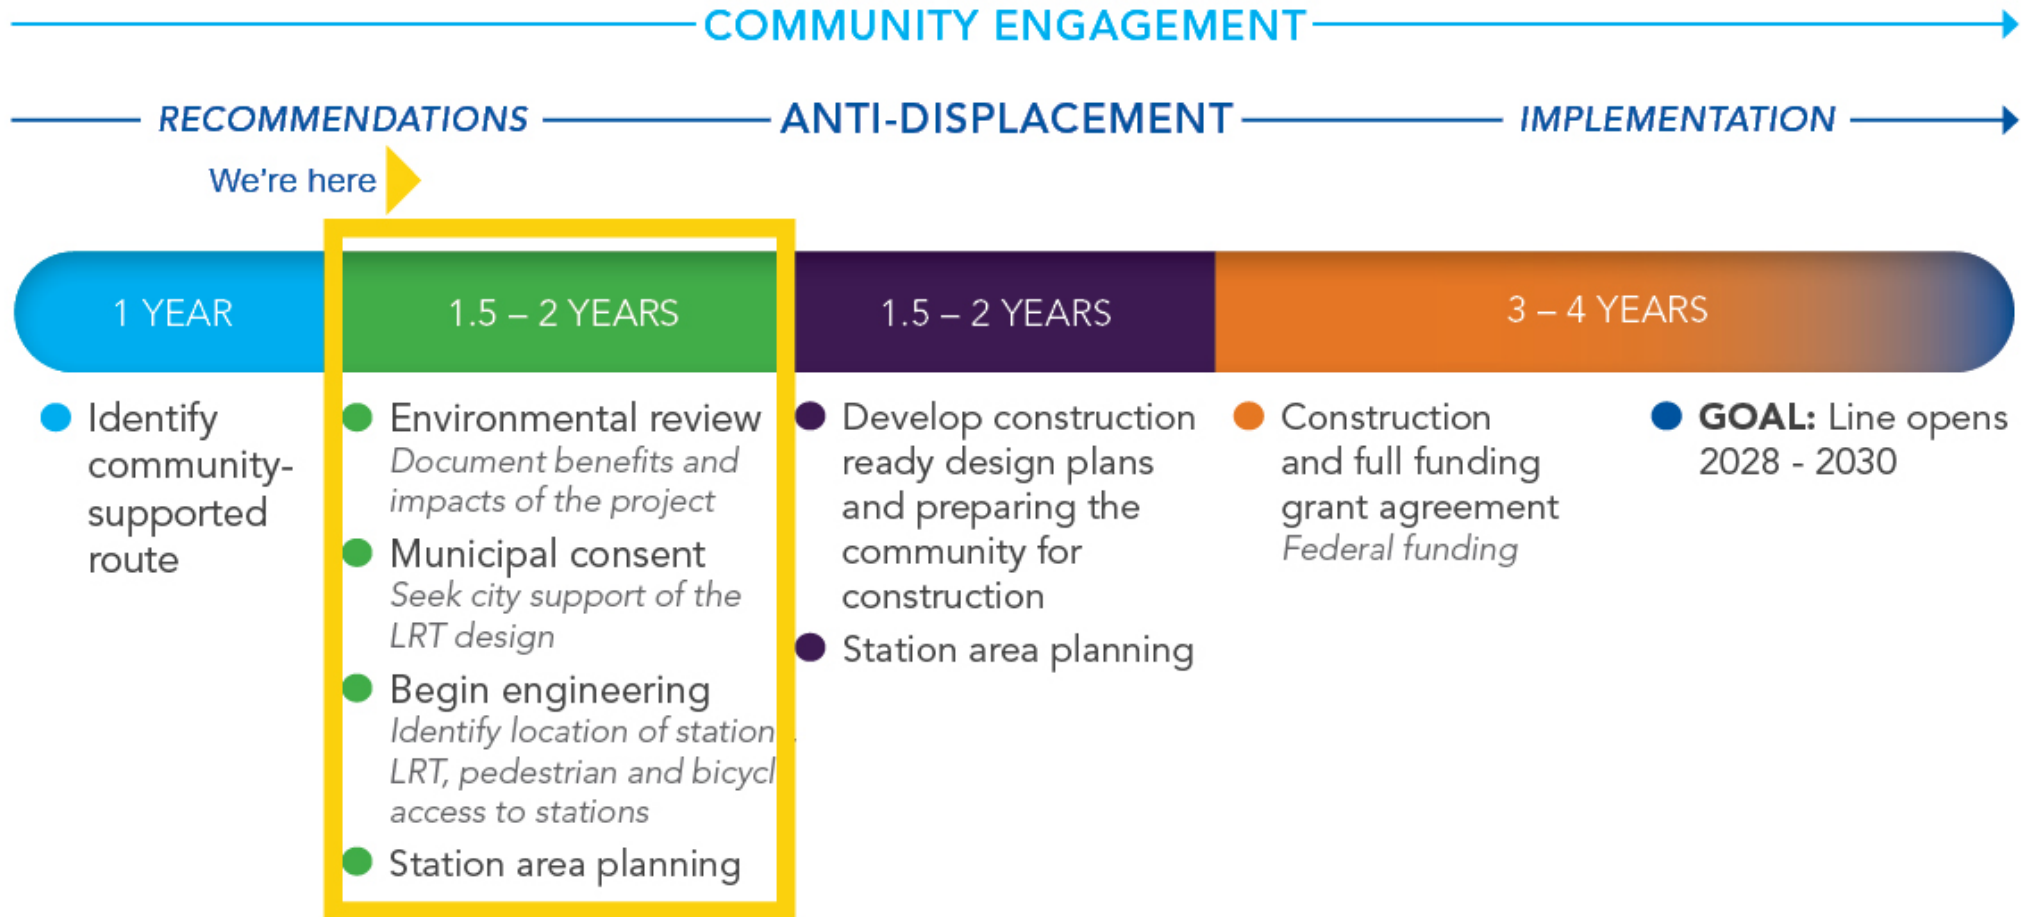 COMMUNITY ENGAGEMENT
RECOMMENDATIONS
ANTI-DISPLACEMENT
IMPLEMENTATION
We're here
1 YEAR
1.5 – 2 YEARS
1.5 – 2 YEARS
3 – 4 YEARS
Identify
community-
supported
route
Environmental review
Document benefits and
impacts of the project
Municipal consent
Seek city support of the
LRT design
Begin engineering
Identify location of station
LRT, pedestrian and bicycl
access to stations
Station area planning
Develop construction
ready design plans
and preparing the
community for
construction
Station area planning
Construction
and full funding
grant agreement
Federal funding
GOAL: Line opens
2028 - 2030